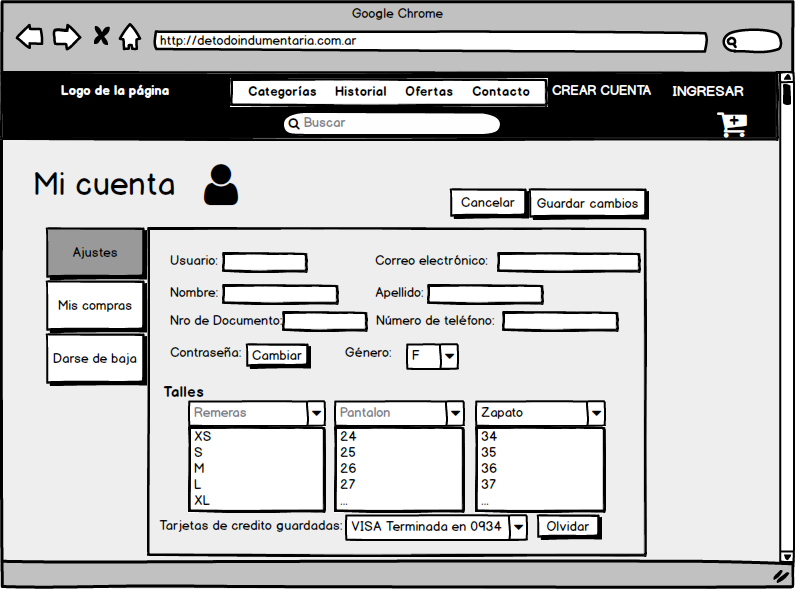 Google Chrome
http://detodoindumentaria.com.ar
Logo de la página
Categorías Historial Ofertas Contacto
CREAR CUENTA INGRESAR
Buscar
Mi cuenta
Cancelar Guardar cambios
Ajustes
Mis compras
Darse de baja
Usuario: Correo electrónico:
Nombre: Apellido:
Nro de Documento: Número de teléfono:
Contraseña: Cambiar Género: F
Talles
Remeras Pantalon Zapato
XS 24 34
S 25 35
M 26 36
L 27 37
XL ... ...
Tarjetas de credito guardadas: VISA Terminada en 0934 Olvidar